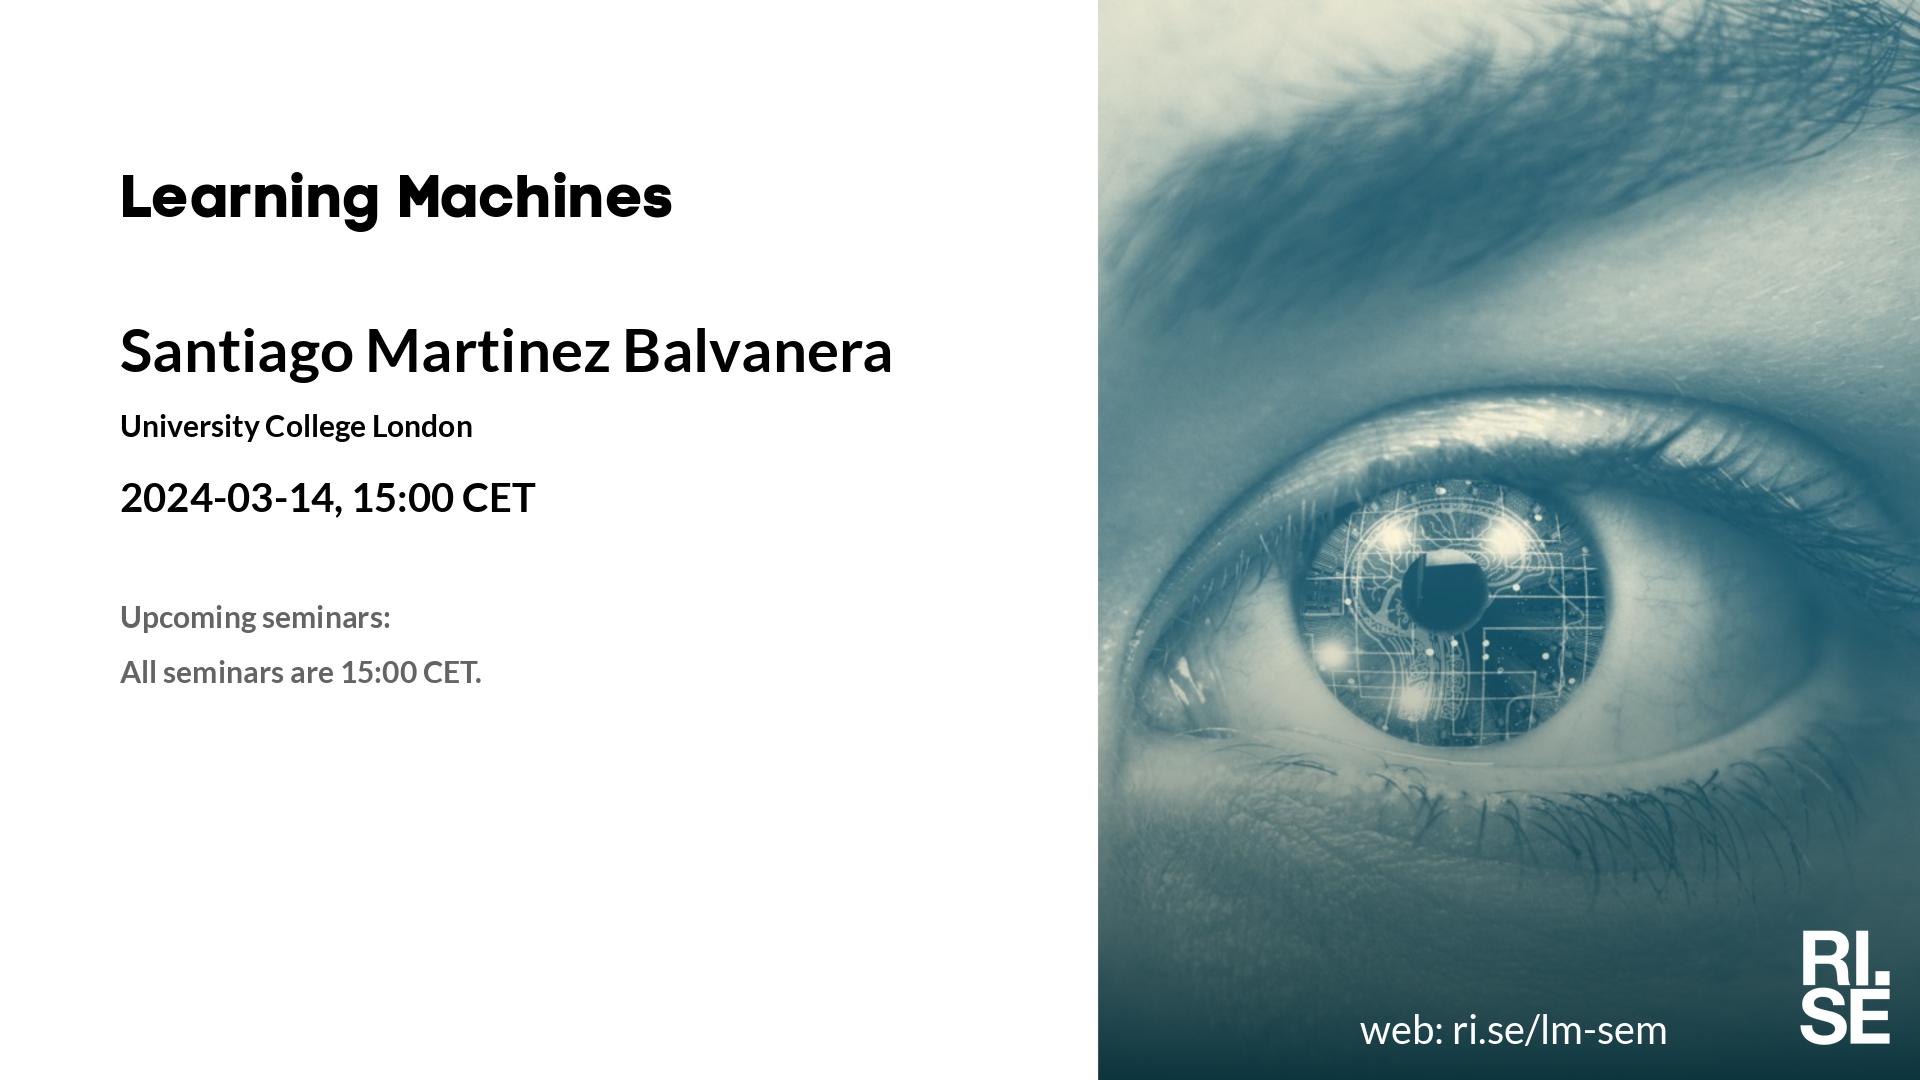 Learning Machines
Santiago Martinez Balvanera
University College London
2024-03-14, 15:00 CET
Upcoming seminars:
All seminars are 15:00 CET.
web: ri.se/lm-sem
RI.
SE